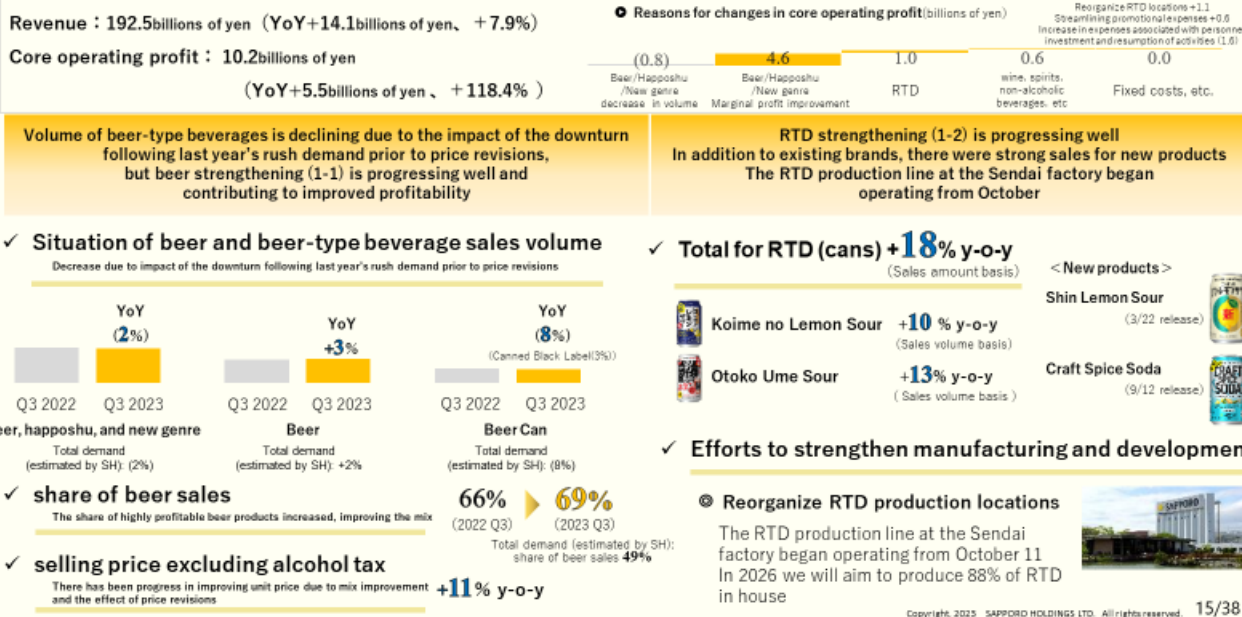 Revenue：192.5billions of yen（YoY+14.1billions of yen、 +7.9%）
Core operating profit： 10.2billions of yen
（YoY+5.5billions of yen 、 +118.4% ）
Reasons for changes in core operating profit(billions of yen)
Reorganize RTD locations +1.1
Streamlining promotional expenses +0.6
Increase in expenses associated with personne
investment and resumption of activities (1.6)
(0.8)
Beer/Happoshu
/New genre
decrease in volume
4.6
Beer/Happoshu
/New genre
Marginal profit improvement
1.0
RTD
0.6
wine, spirits,
non-alcoholic
beverages, etc
0.0
Fixed costs, etc.
Volume of beer-type beverages is declining due to the impact of the downturn
following last year's rush demand prior to price revisions,
but beer strengthening (1-1) is progressing well and
contributing to improved profitability
RTD strengthening (1-2) is progressing well
In addition to existing brands, there were strong sales for new products
The RTD production line at the Sendai factory began
operating from October
✓ Situation of beer and beer-type beverage sales volume
Decrease due to impact of the downturn following last year's rush demand prior to price revisions
YoY
(2%)
Q3 2022 Q3 2023
eer, happoshu, and new genre
Total demand
(estimated by SH): (2%)
YoY
+3%
Q3 2022 Q3 2023
Beer
Total demand
(estimated by SH): +2%
YoY
(8%)
(Canned Black Label(3%))
Q3 2022 Q3 2023
Beer Can
Total demand
(estimated by SH): (8%)
✓ share of beer sales
The share of highly profitable beer products increased, improving the mix
66%
(2022 Q3)
69%
(2023 Q3)
Total demand (estimated by SH):
share of beer sales 49%
✓ selling price excluding alcohol tax
There has been progress in improving unit price due to mix improvement
and the effect of price revisions
+11% y-o-y
✓ Total for RTD (cans) +18% y-o-y
(Sales amount basis)
Koime no Lemon Sour +10 % y-o-y
(Sales volume basis)
Otoko Ume Sour +13% y-o-y
( Sales volume basis )
＜New products＞
Shin Lemon Sour
(3/22 release)
新
Craft Spice Soda
(9/12 release)
CRAFT
SPICE
SODA
✓ Efforts to strengthen manufacturing and developmen
◎ Reorganize RTD production locations
The RTD production line at the Sendai
factory began operating from October 11
In 2026 we will aim to produce 88% of RTD
in house
SAPPORO
Copyright, 2023 SAPPORO HOLDINGS LTD. All rights reserved.
15/38